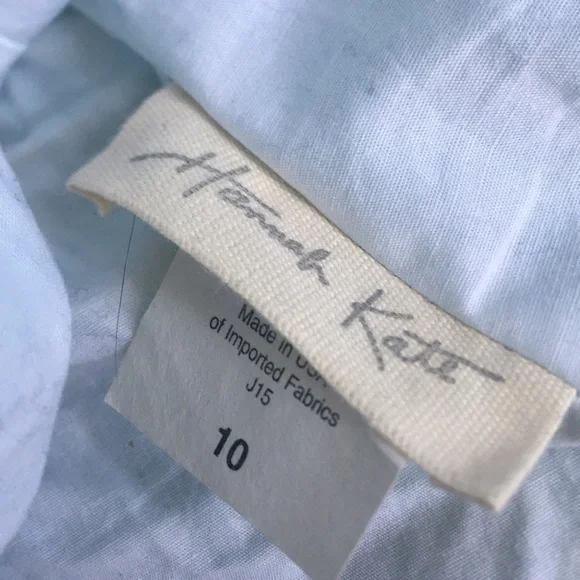 Hannah Kate
Made in USA
of Imported Fabrics
J15
10